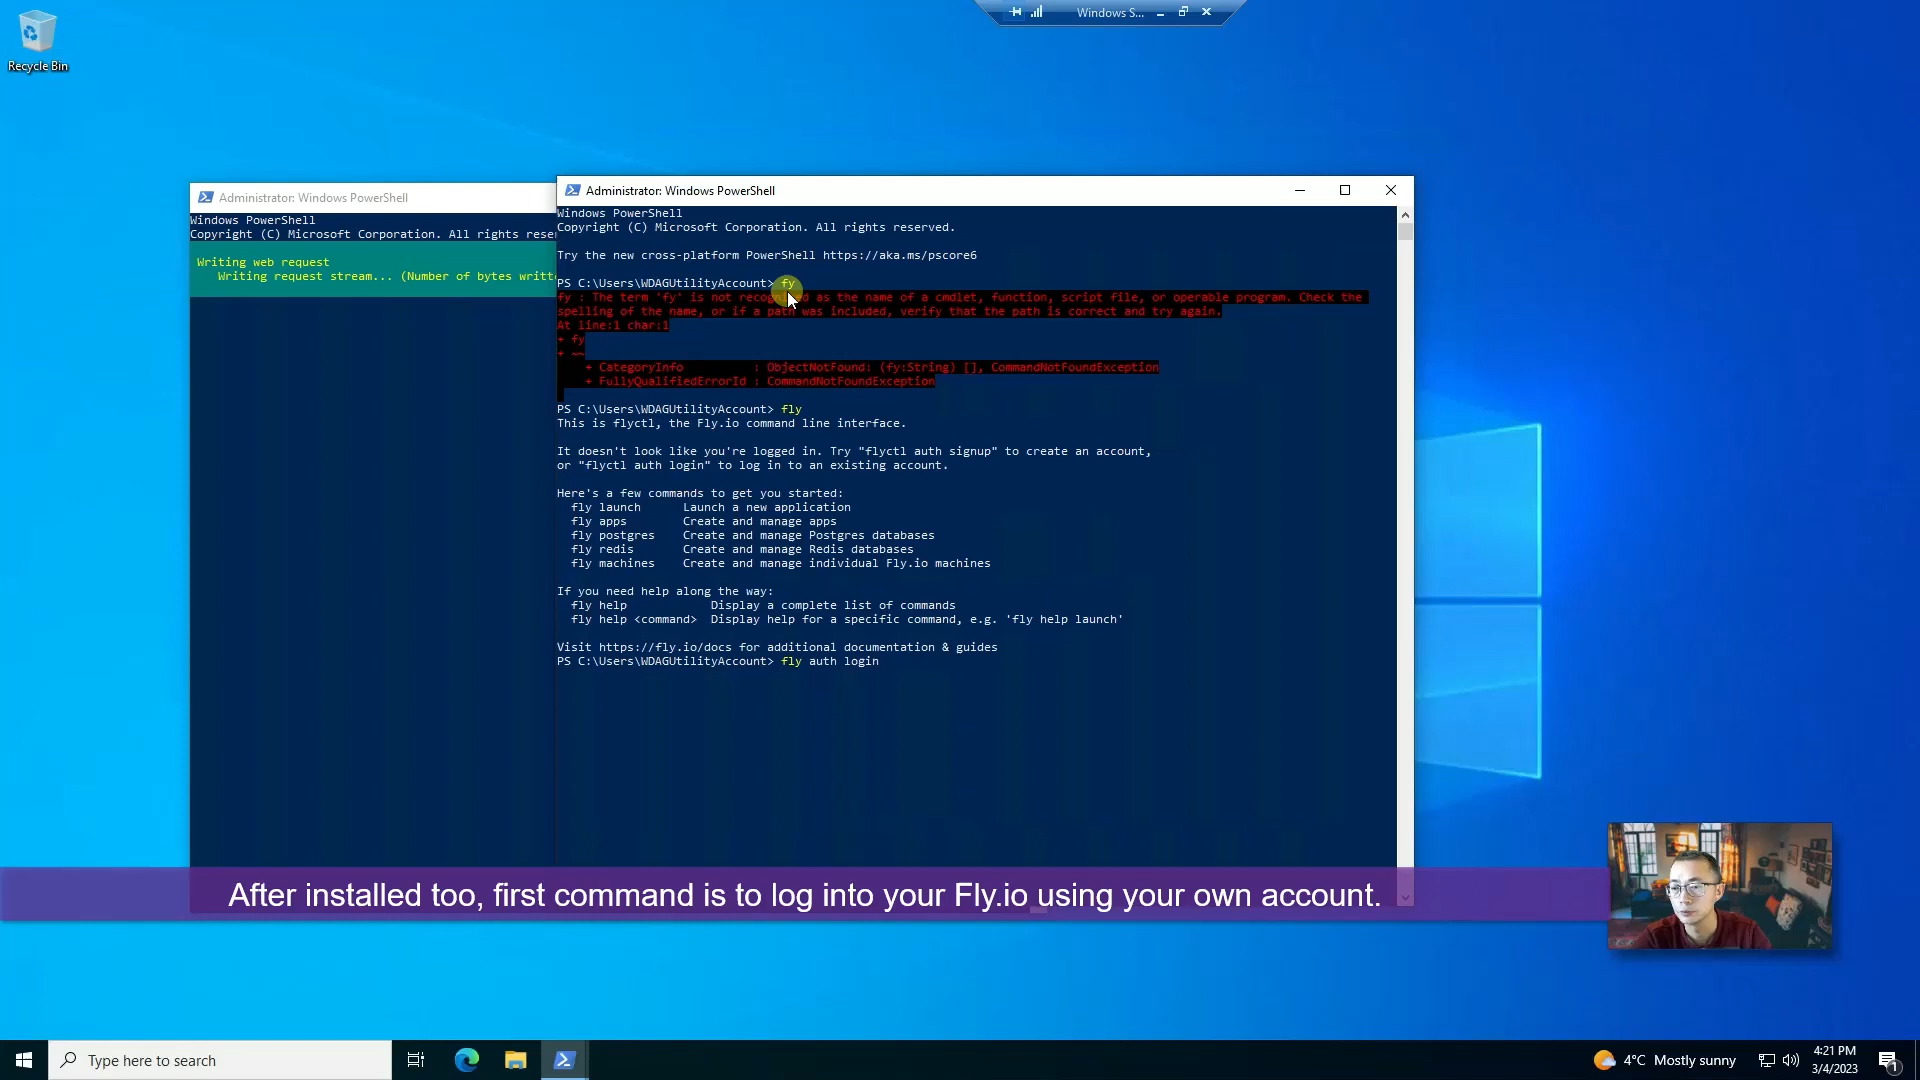 Recycle Bin
Windows S...
Administrator: Windows PowerShell
Windows PowerShell
Copyright (C) Microsoft Corporation. All rights rese
Writing web request
Writing request stream... (Number of bytes writt
Administrator: Windows PowerShell
Windows PowerShell
Copyright (C) Microsoft Corporation. All rights reserved.
Try the new cross-platform PowerShell https://aka.ms/pscore6
PS C:\Users\WDAGUtilityAccount> fy
fy : The term 'fy' is not recognized as the name of a cmdlet, function, script file, or operable program. Check the
spelling of the name, or if a path was included, verify that the path is correct and try again.
At line:1 char:1
+ fy
+ ~~
+ CategoryInfo : ObjectNotFound: (fy:String) [], CommandNotFoundException
+ FullyQualifiedErrorId : CommandNotFoundException
PS C:\Users\WDAGUtilityAccount> fly
This is flyctl, the Fly.io command line interface.
It doesn't look like you're logged in. Try "flyctl auth signup" to create an account,
or "flyctl auth login" to log in to an existing account.
Here's a few commands to get you started:
fly launch Launch a new application
fly apps Create and manage apps
fly postgres Create and manage Postgres databases
fly redis Create and manage Redis databases
fly machines Create and manage individual Fly.io machines
If you need help along the way:
fly help Display a complete list of commands
fly help <command> Display help for a specific command, e.g. 'fly help launch'
Visit https://fly.io/docs for additional documentation & guides
PS C:\Users\WDAGUtilityAccount> fly auth login
After installed too, first command is to log into your Fly.io using your own account.
Type here to search
4°C Mostly sunny
4:21 PM
3/4/2023
1